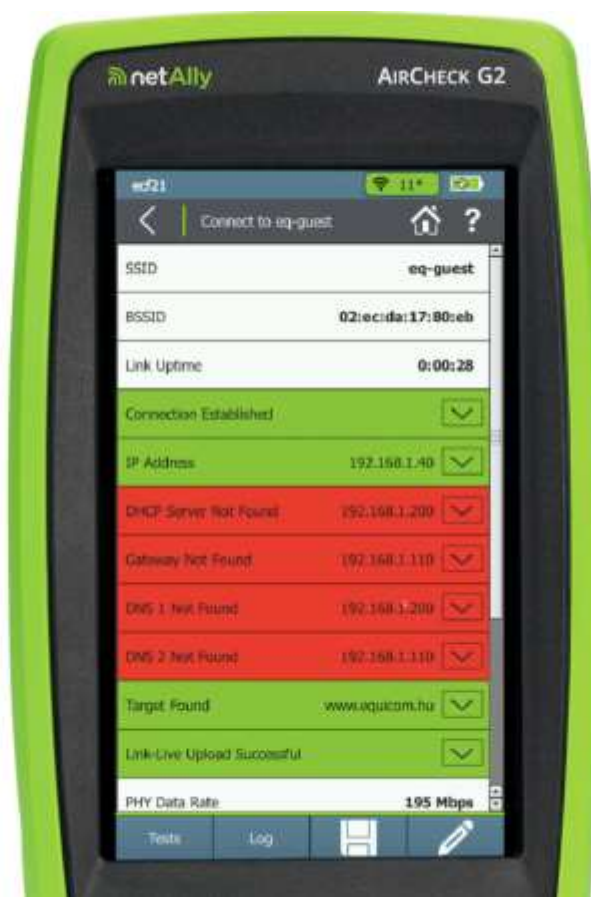 netAlly AIRCHECK G2
ecf21 11*
Connect to eq-guest ?
SSID eq-guest
BSSID 02:ec:da:17:80:eb
Link Uptime 0:00:28
Connection Established
IP Address 192.168.1.40
DHCP Server Not Found 192.168.1.200
Gateway Not Found 192.168.1.110
DNS 1 Not Found 192.168.1.200
DNS 2 Not Found 192.168.1.110
Target Found www.equicom.hu
Link-Live Upload Successful
PHY Data Rate 195 Mbps
Tests Log